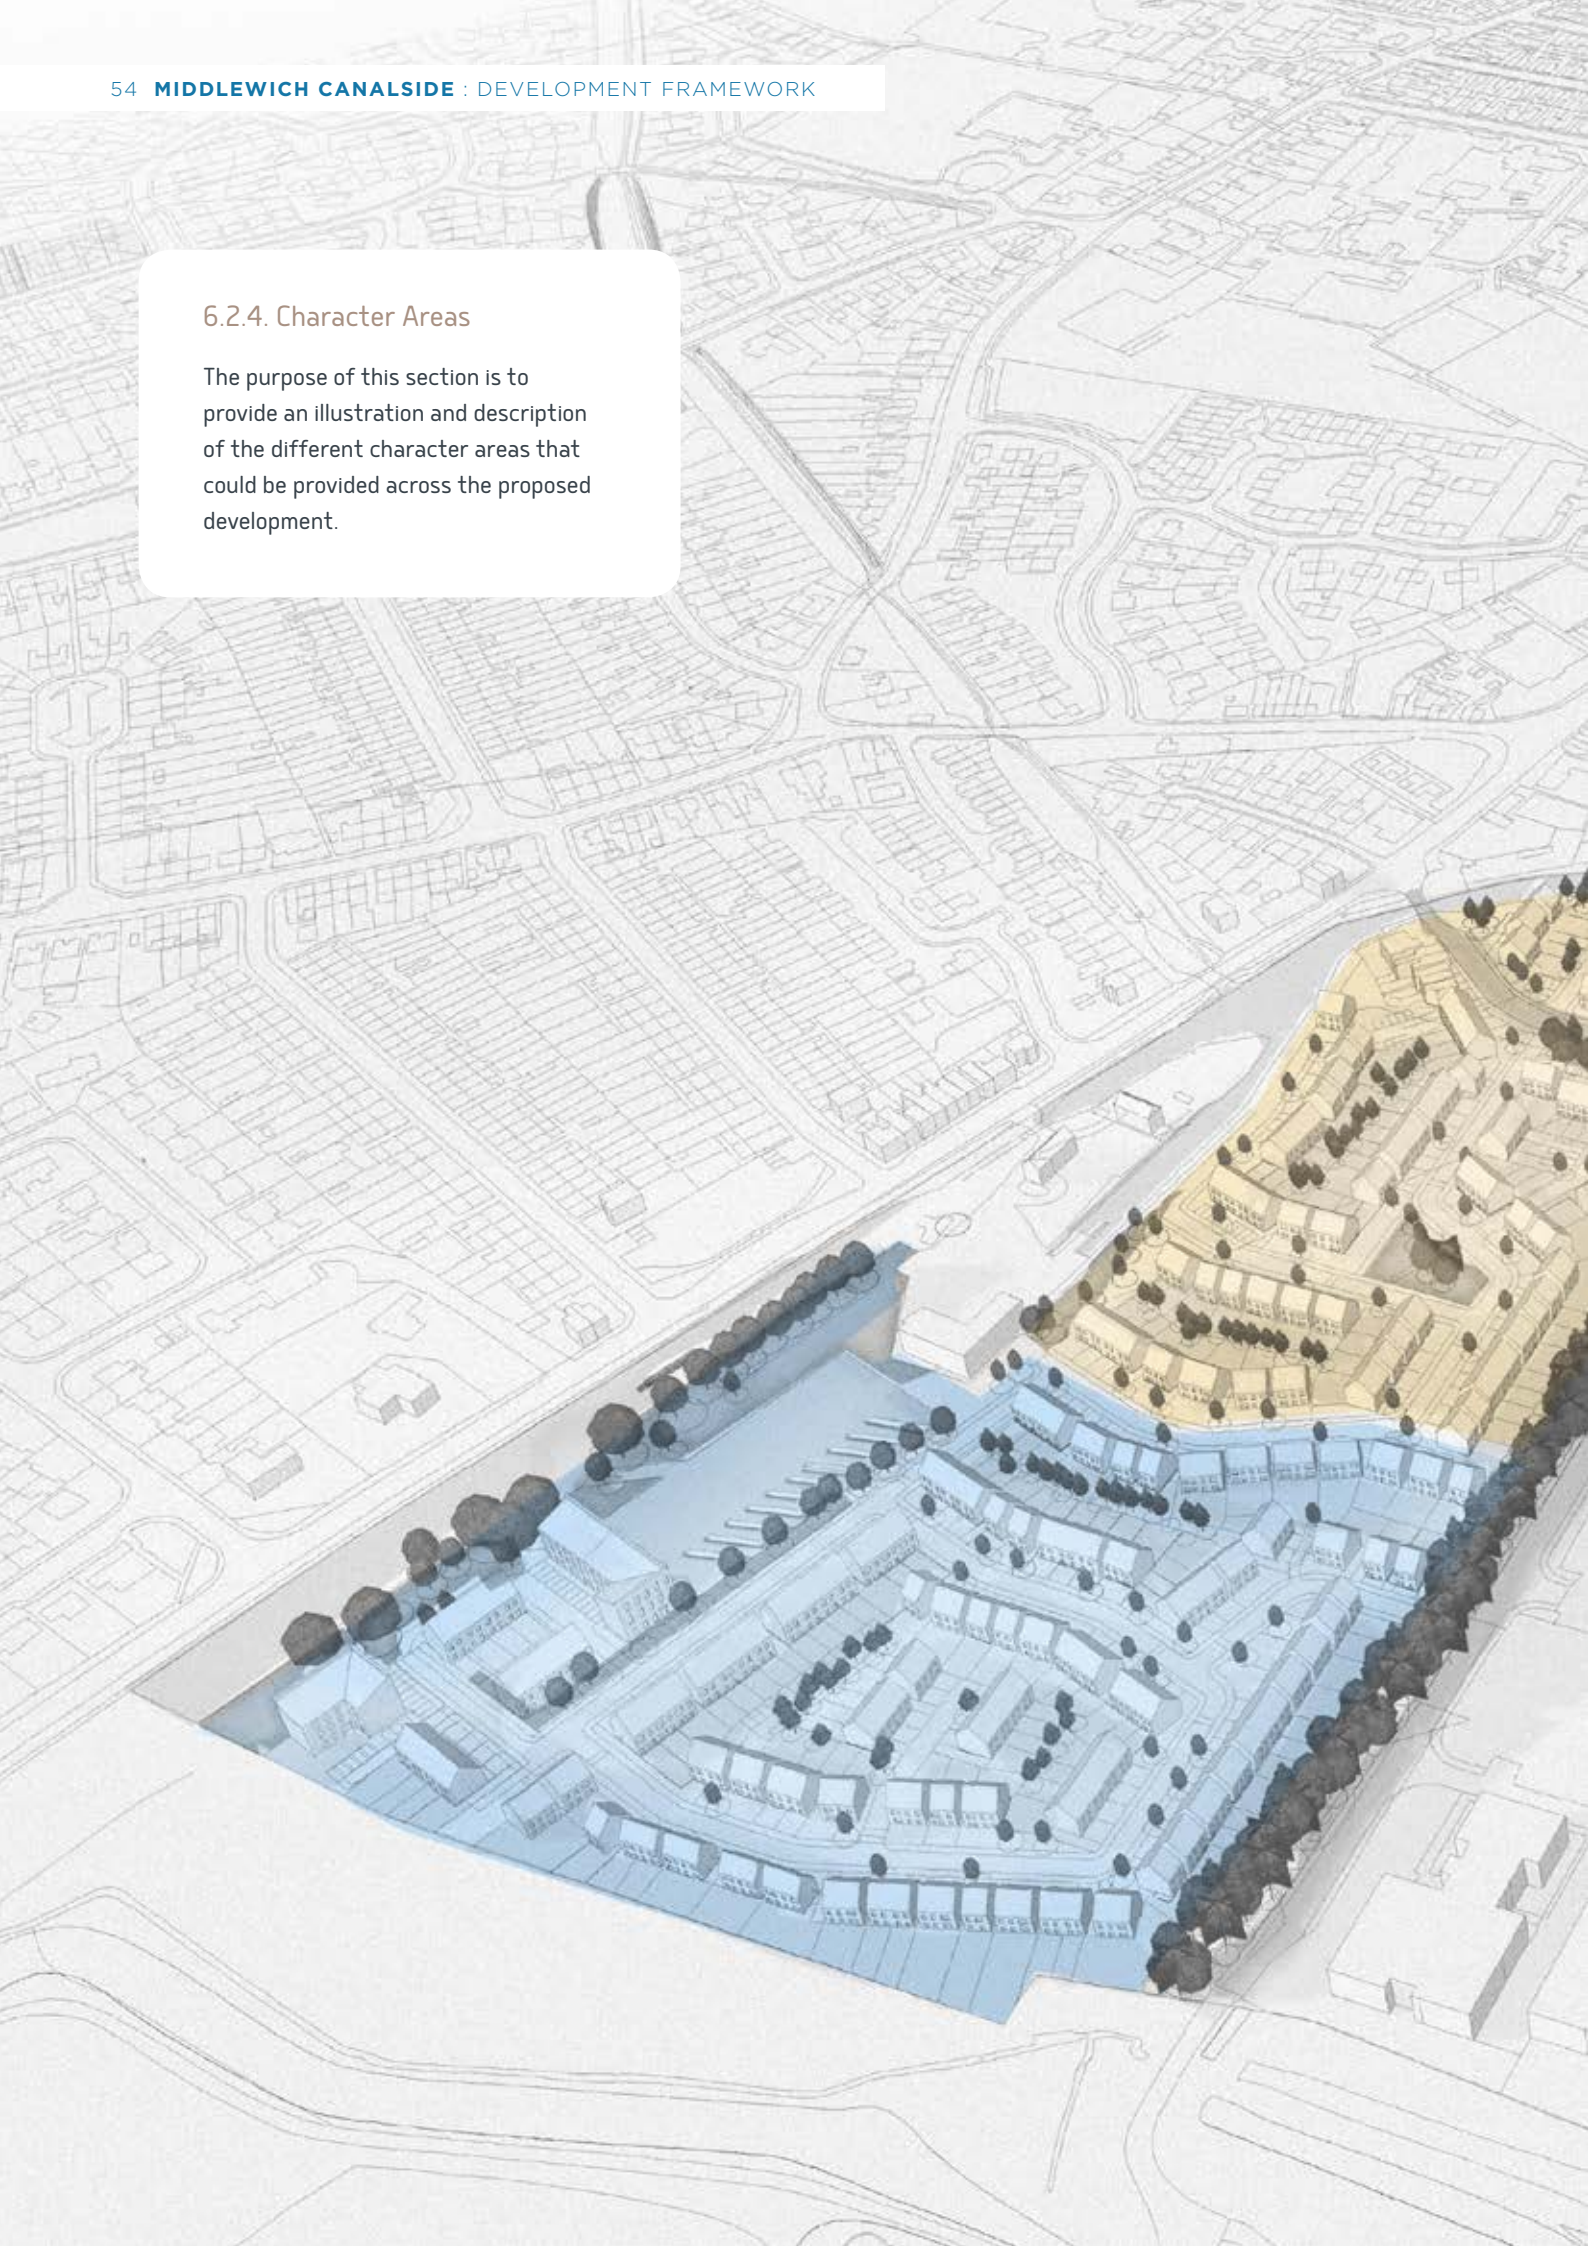 54 MIDDLEWICH CANALSIDE : DEVELOPMENT FRAMEWORK
6.2.4. Character Areas
The purpose of this section is to
provide an illustration and description
of the different character areas that
could be provided across the proposed
development.